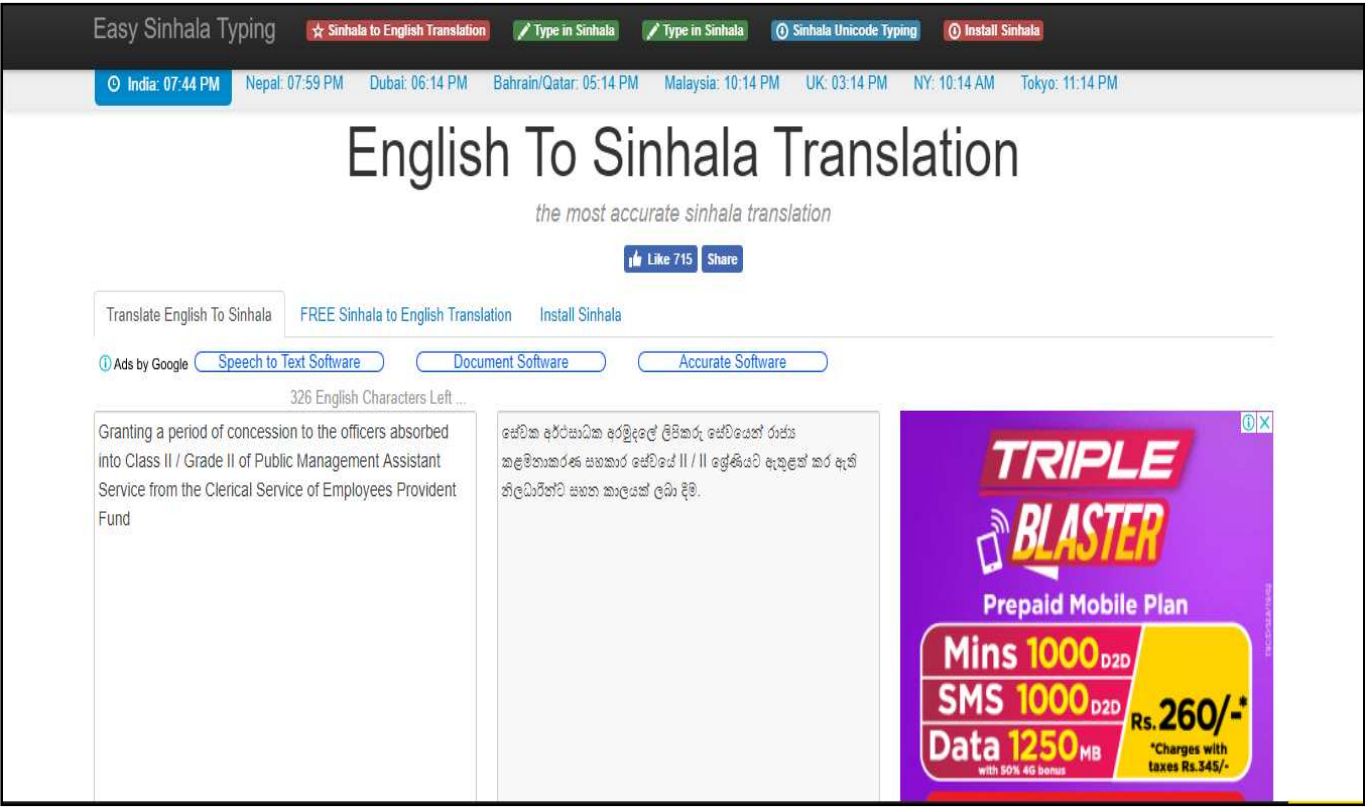 Easy Sinhala Typing
Sinhala to English Translation
Type in Sinhala
Type in Sinhala
Sinhala Unicode Typing
Install Sinhala
India: 07:44 PM
Nepal: 07:59 PM
Dubai: 06:14 PM
Bahrain/Qatar: 05:14 PM
Malaysia: 10:14 PM
UK: 03:14 PM
NY: 10:14 AM
Tokyo: 11:14 PM
English To Sinhala Translation
the most accurate sinhala translation
Like 715 Share
Translate English To Sinhala
FREE Sinhala to English Translation
Install Sinhala
Ads by Google
Speech to Text Software
Document Software
Accurate Software
326 English Characters Left ...
Granting a period of concession to the officers absorbed
into Class II / Grade II of Public Management Assistant
Service from the Clerical Service of Employees Provident
Fund
සේවක අර්ථසාධක අරමුදලේ ලිපිකරු සේවයෙන් රාජ්‍ය
කළමනාකරණ සහකාර සේවයේ II / II ශ්‍රේණියට ඇතුළත් කර ඇති
නිලධාරීන්ට සහන කාලයක් ලබා දීම.
TRIPLE
BLASTER
Prepaid Mobile Plan
Mins 1000 D2D
SMS 1000 D2D
Data 1250 MB
with 50% 4G bonus
Rs. 260/-*
*Charges with
taxes Rs.345/-